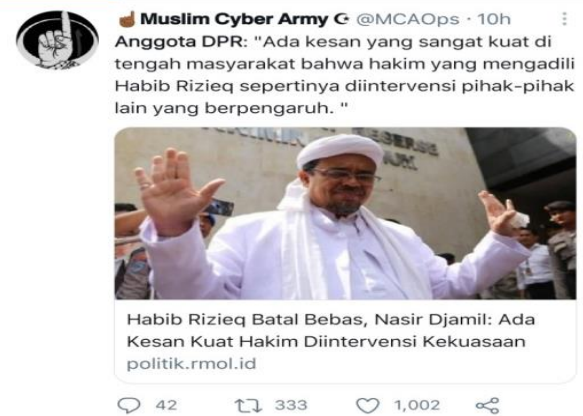 Muslim Cyber Army @MCAOps · 10h
Anggota DPR: "Ada kesan yang sangat kuat di
tengah masyarakat bahwa hakim yang mengadili
Habib Rizieq sepertinya diintervensi pihak-pihak
lain yang berpengaruh. "
Habib Rizieq Batal Bebas, Nasir Djamil: Ada
Kesan Kuat Hakim Diintervensi Kekuasaan
politik.rmol.id
42 333 1,002